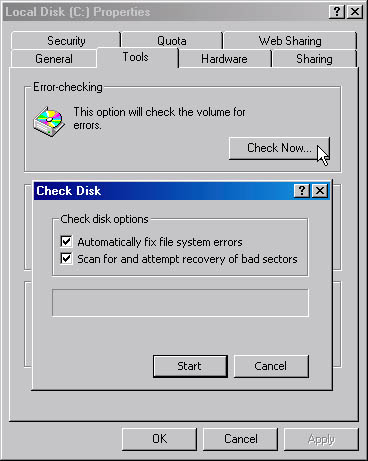 Local Disk (C:) Properties
Security Quota Web Sharing
General Tools Hardware Sharing
Error-checking
This option will check the volume for
errors.
Check Now...
Check Disk
Check disk options
Automatically fix file system errors
Scan for and attempt recovery of bad sectors
Start Cancel
OK Cancel Apply